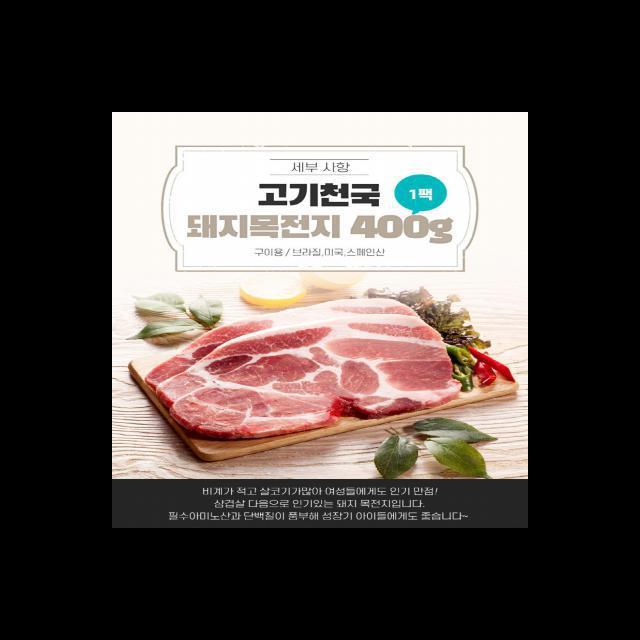 세부 사항
고기천국
1팩
돼지목전지 400g
구이용 / 브라질,미국,스페인산
비계가 적고 살코기가많아 여성들에게도 인기 만점!
삼겹살 다음으로 인기있는 돼지 목전지입니다.
필수아미노산과 단백질이 풍부해 성장기 아이들에게도 좋습니다~